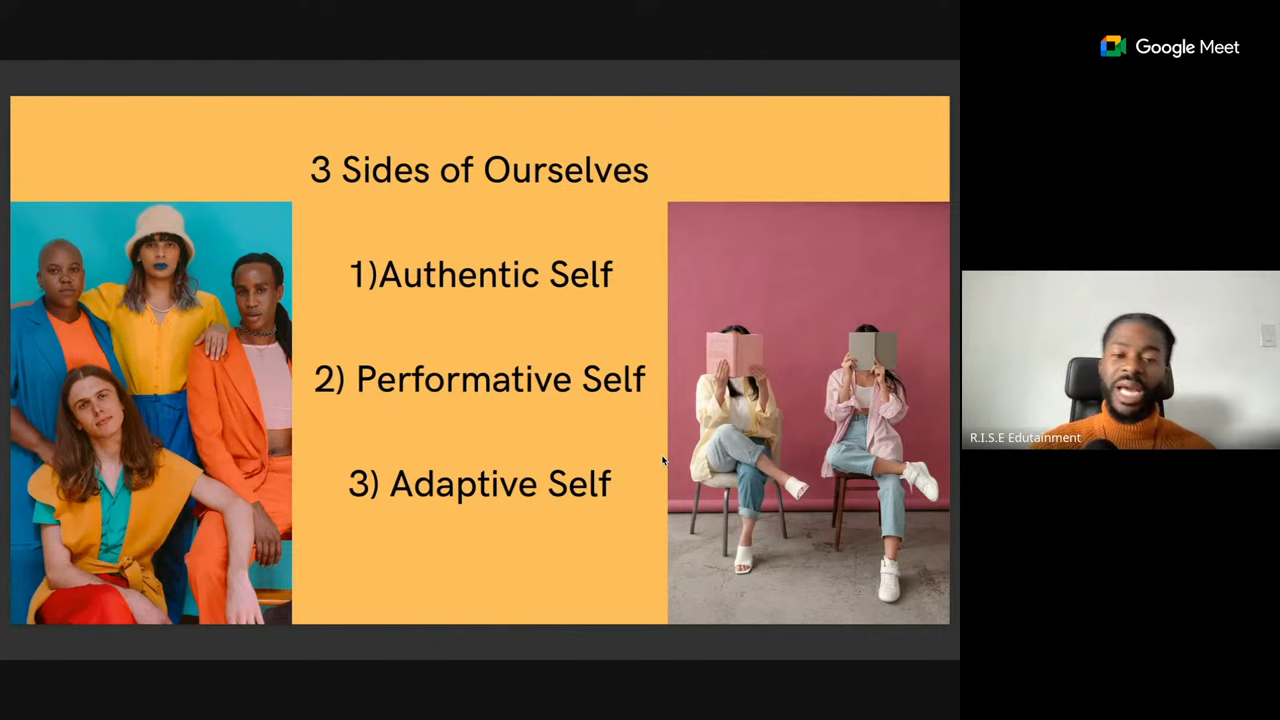 Google Meet
3 Sides of Ourselves
1)Authentic Self
2) Performative Self
3) Adaptive Self
R.I.S.E Edutainment